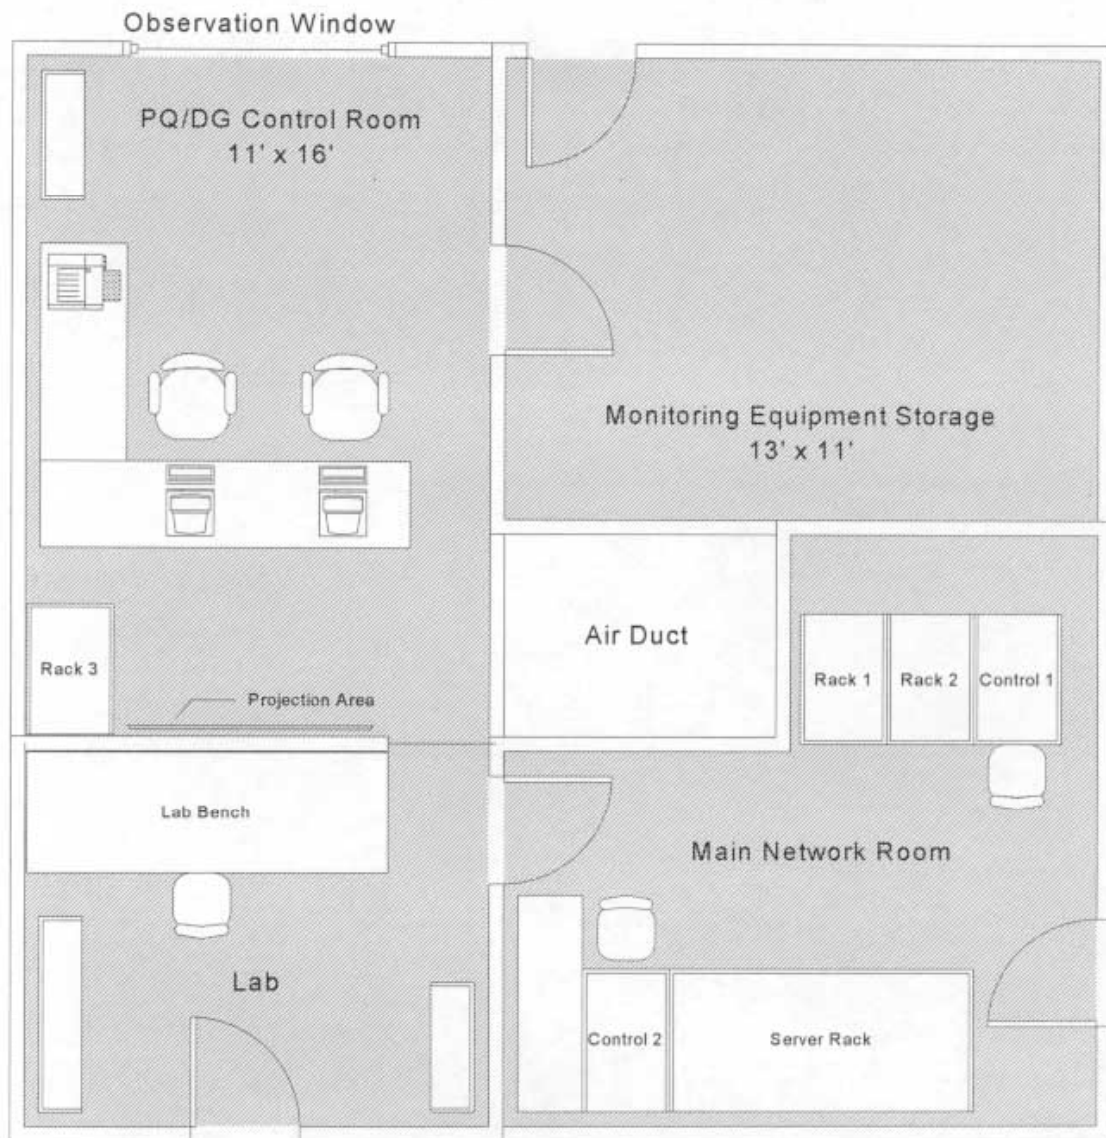 Observation Window
PQ/DG Control Room
11' x 16'
Monitoring Equipment Storage
13' x 11'
Air Duct
Rack 3
Projection Area
Rack 1
Rack 2
Control 1
Lab Bench
Main Network Room
Lab
Control 2
Server Rack